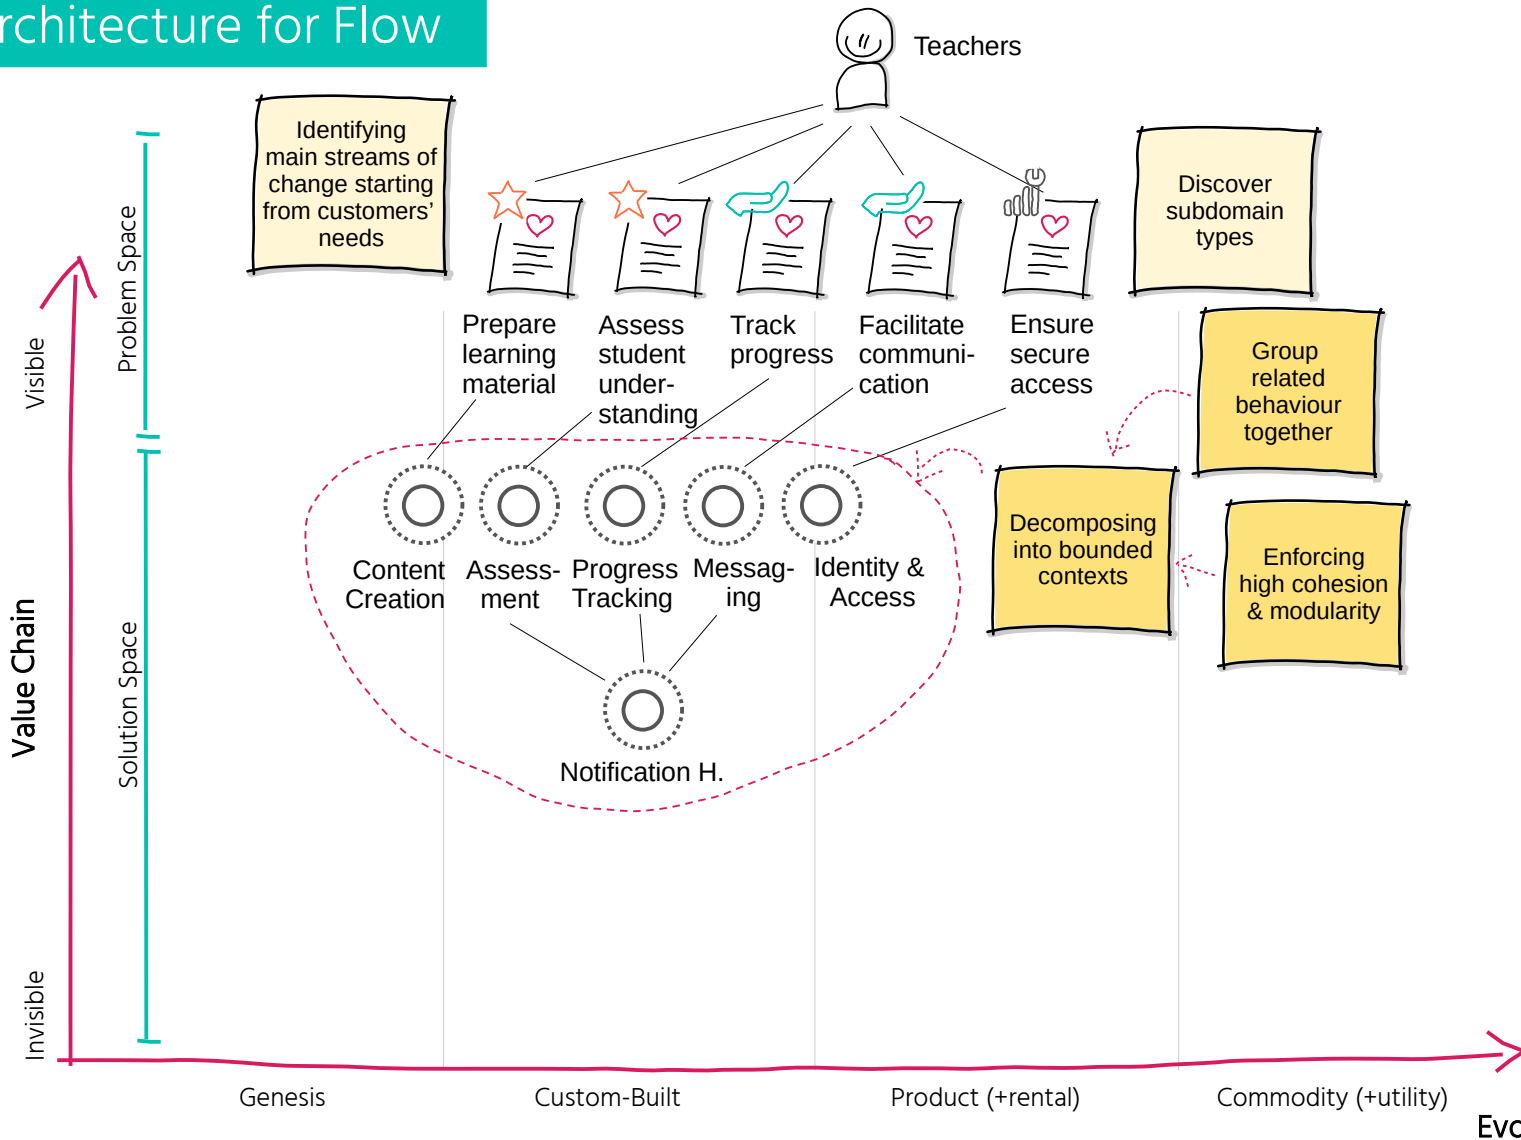 rchitecture for Flow
Teachers
Identifying
main streams of
change starting
from customers'
needs
Discover
subdomain
types
Problem Space
Visible
Prepare
learning
material
Assess
student
under-
standing
Track
progress
Facilitate
communi-
cation
Ensure
secure
access
Group
related
behaviour
together
Decomposing
into bounded
contexts
Enforcing
high cohesion
& modularity
Content
Creation
Assess-
ment
Progress
Tracking
Messag-
ing
Identity &
Access
Notification H.
Value Chain
Solution Space
Invisible
Genesis
Custom-Built
Product (+rental)
Commodity (+utility)
Evo